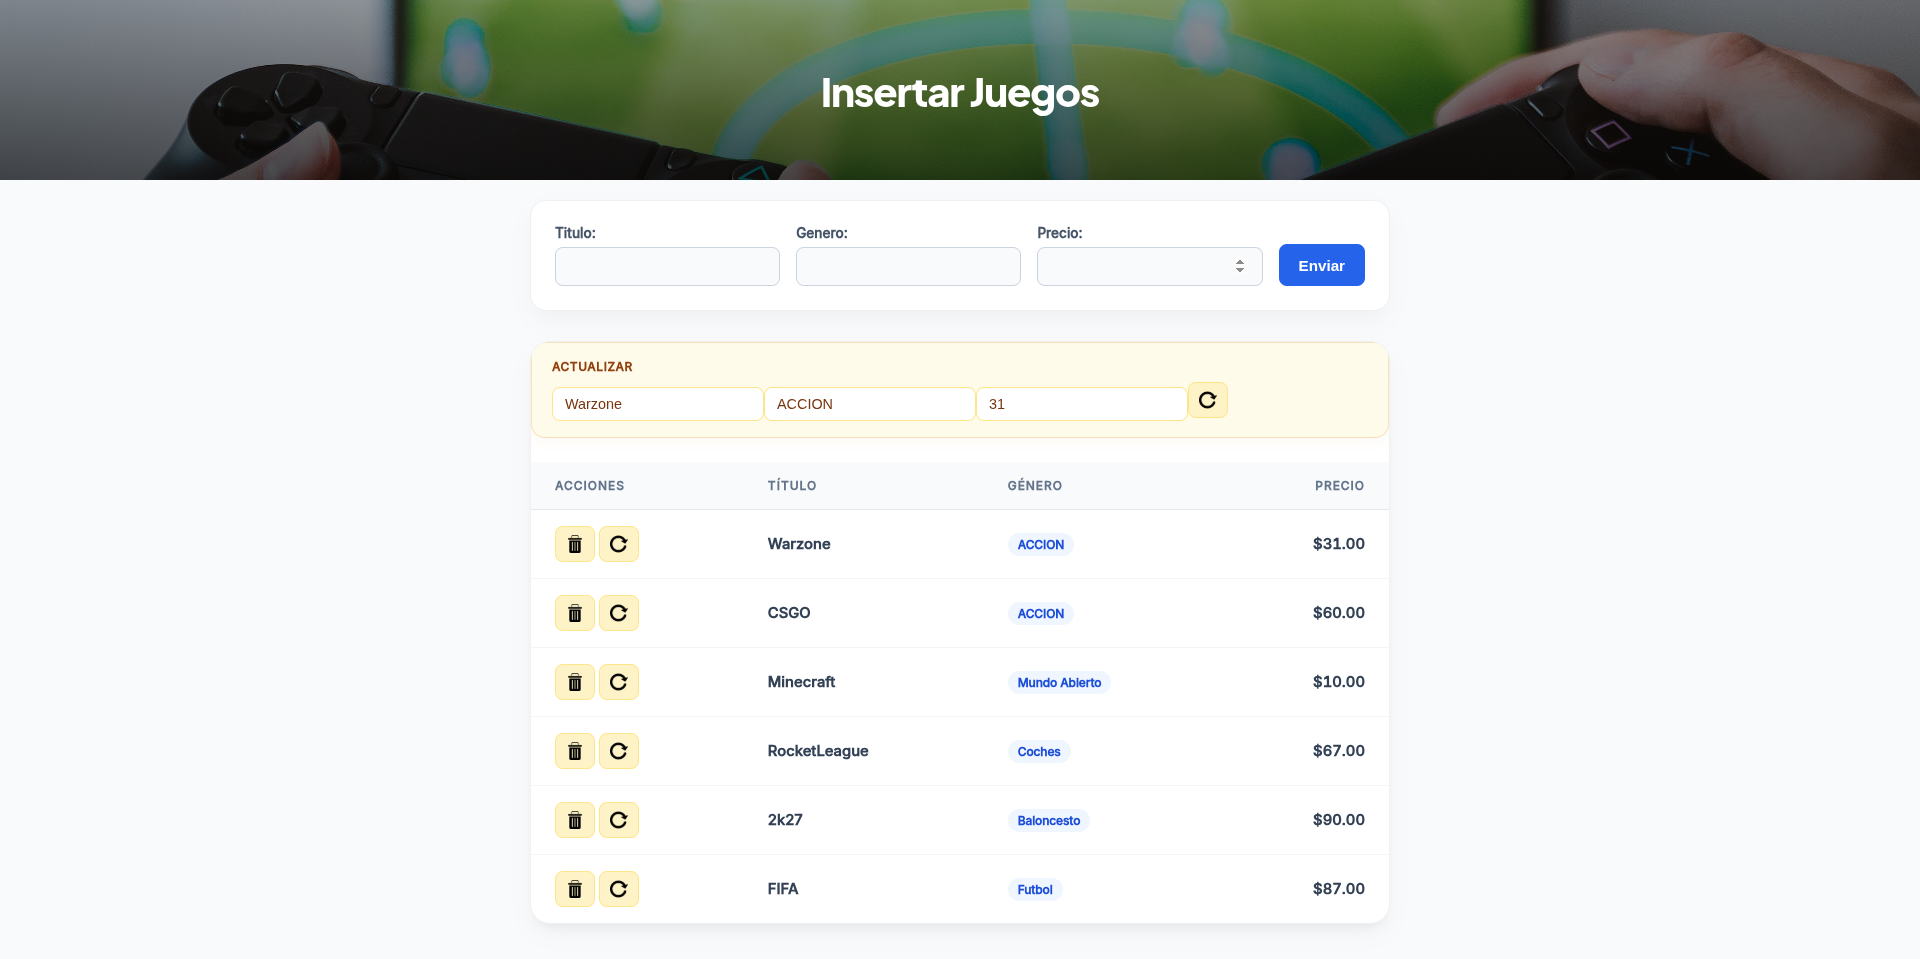 Insertar Juegos
Titulo: Genero: Precio:
Enviar
ACTUALIZAR
Warzone ACCION 31
ACCIONES TÍTULO GÉNERO PRECIO
Warzone ACCION $31.00
CSGO ACCION $60.00
Minecraft Mundo Abierto $10.00
RocketLeague Coches $67.00
2k27 Baloncesto $90.00
FIFA Futbol $87.00